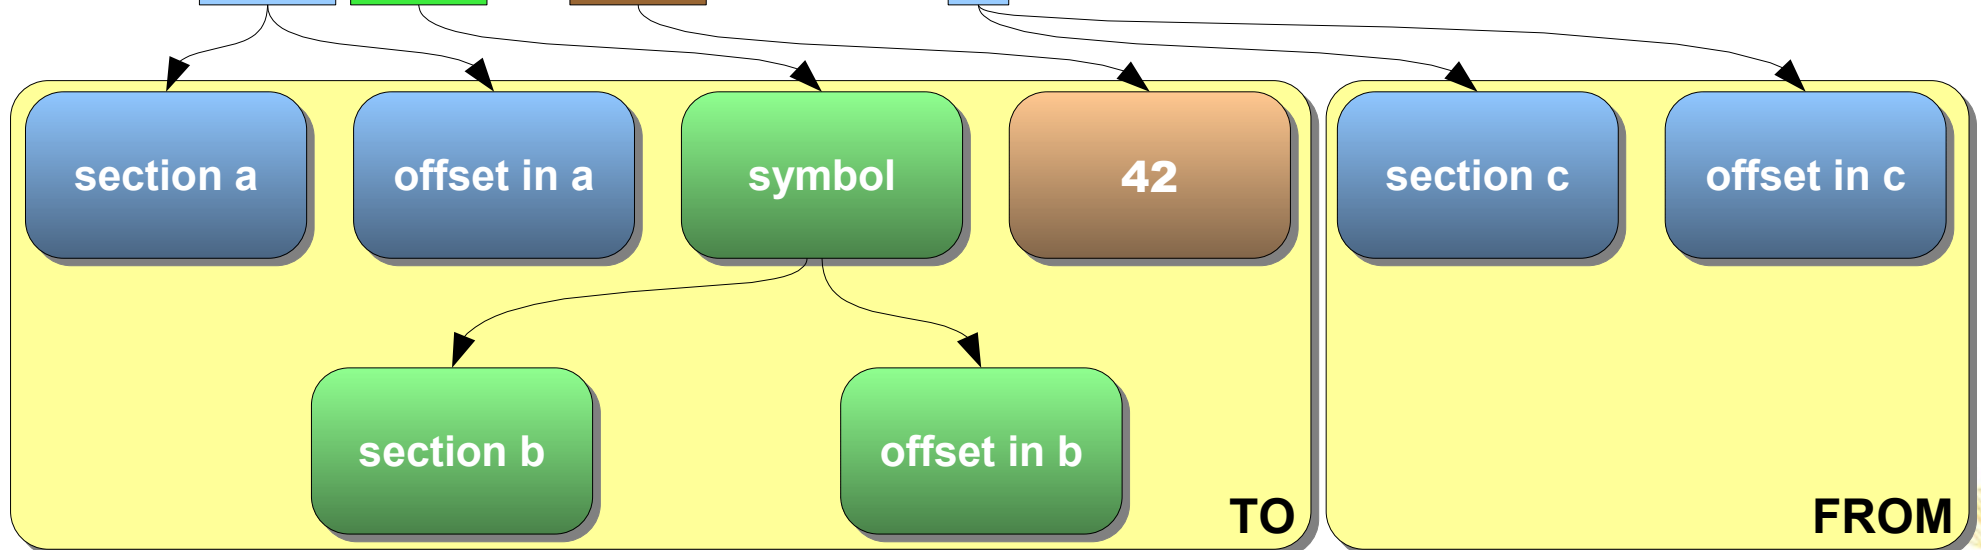 section a
offset in a
symbol
42
section c
offset in c
section b
offset in b
TO
FROM